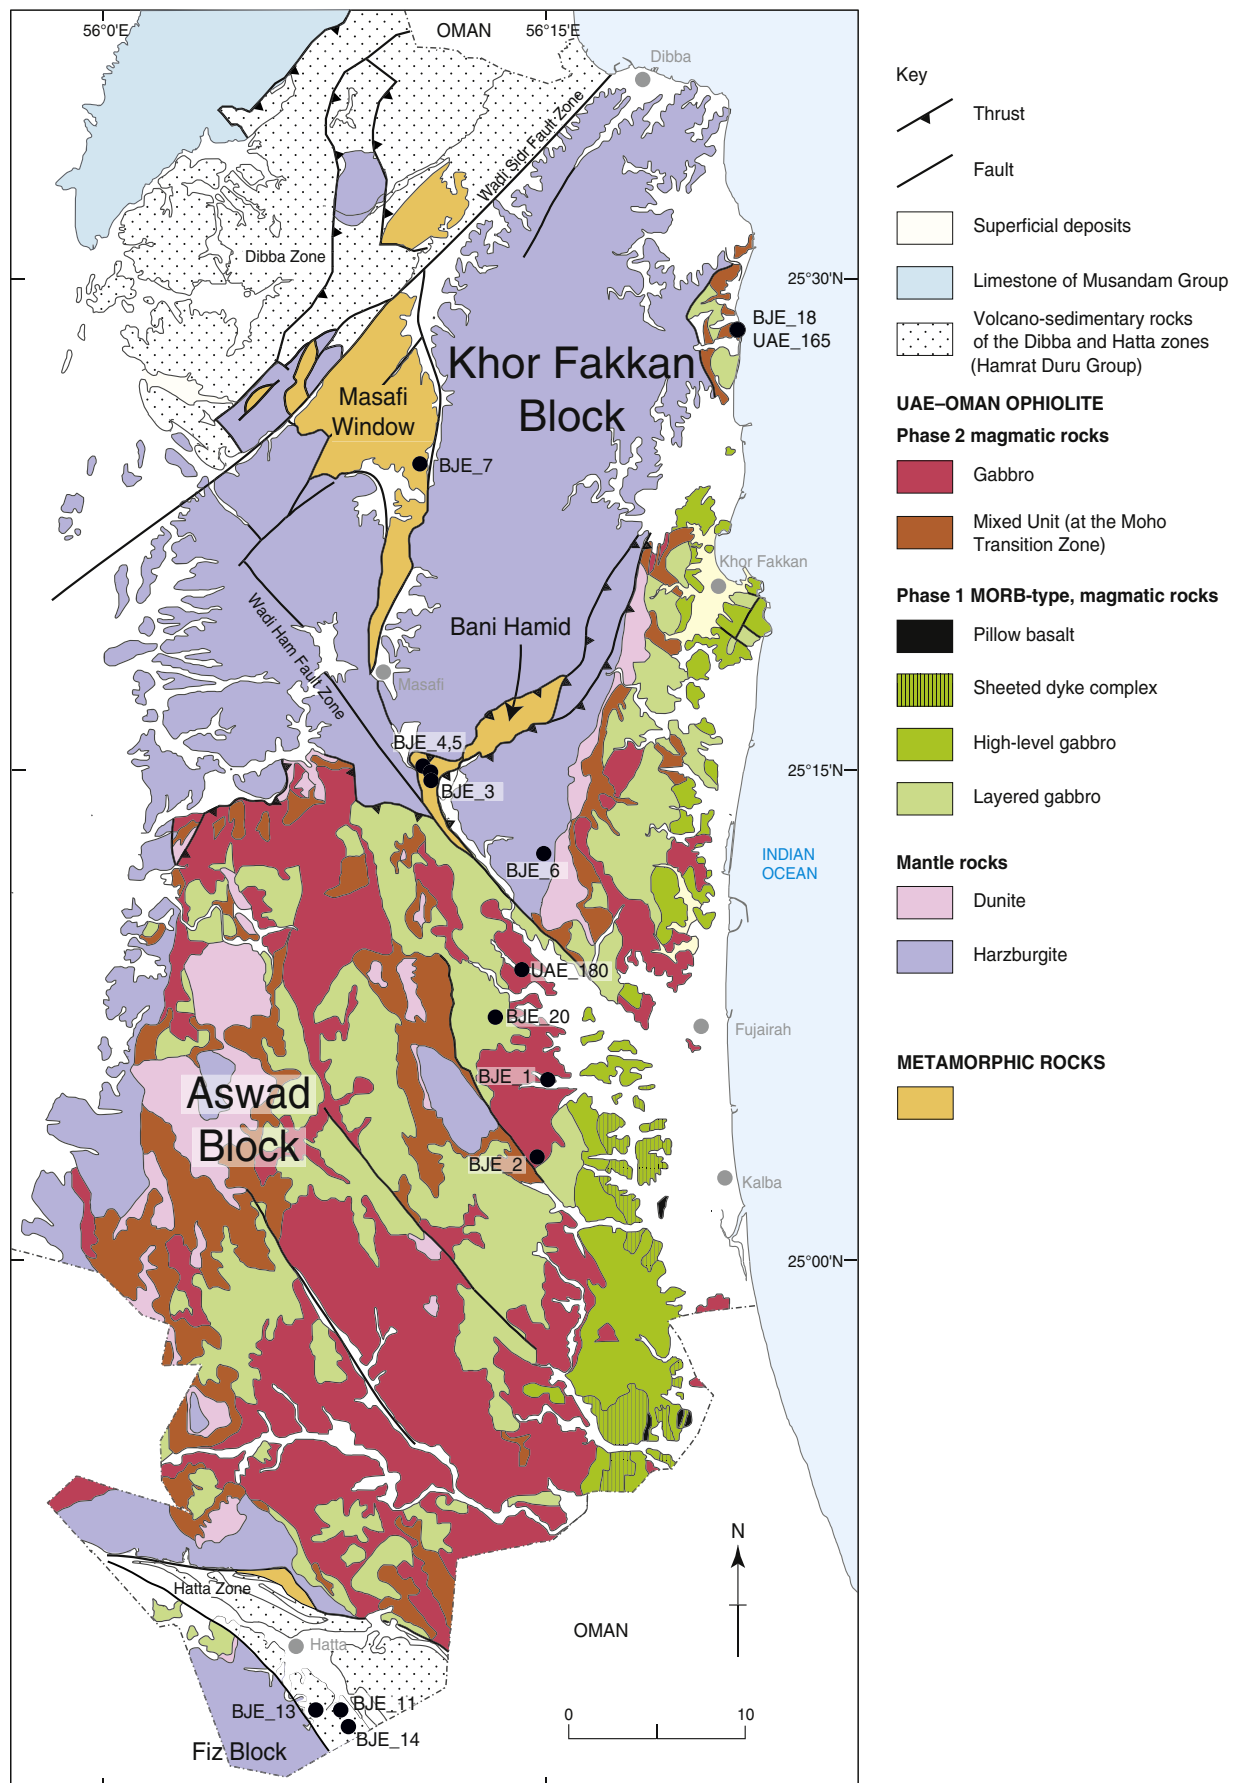 56°0'E
OMAN
56°15'E
Dibba
Wadi Sidr Fault Zone
Dibba Zone
25°30'N
BJE_18
UAE_165
Khor Fakkan
Block
Masafi
Window
BJE_7
Khor Fakkan
Wadi Ham Fault Zone
Bani Hamid
Masafi
BJE_4,5
BJE_3
25°15'N
BJE_6
INDIAN
OCEAN
UAE_180
BJE_20
Fujairah
BJE_1
Aswad
Block
BJE_2
Kalba
25°00'N
N
Hatta Zone
OMAN
Hatta
BJE_13
BJE_11
BJE_14
Fiz Block
0
10
Key
Thrust
Fault
Superficial deposits
Limestone of Musandam Group
Volcano-sedimentary rocks
of the Dibba and Hatta zones
(Hamrat Duru Group)
UAE–OMAN OPHIOLITE
Phase 2 magmatic rocks
Gabbro
Mixed Unit (at the Moho
Transition Zone)
Phase 1 MORB-type, magmatic rocks
Pillow basalt
Sheeted dyke complex
High-level gabbro
Layered gabbro
Mantle rocks
Dunite
Harzburgite
METAMORPHIC ROCKS